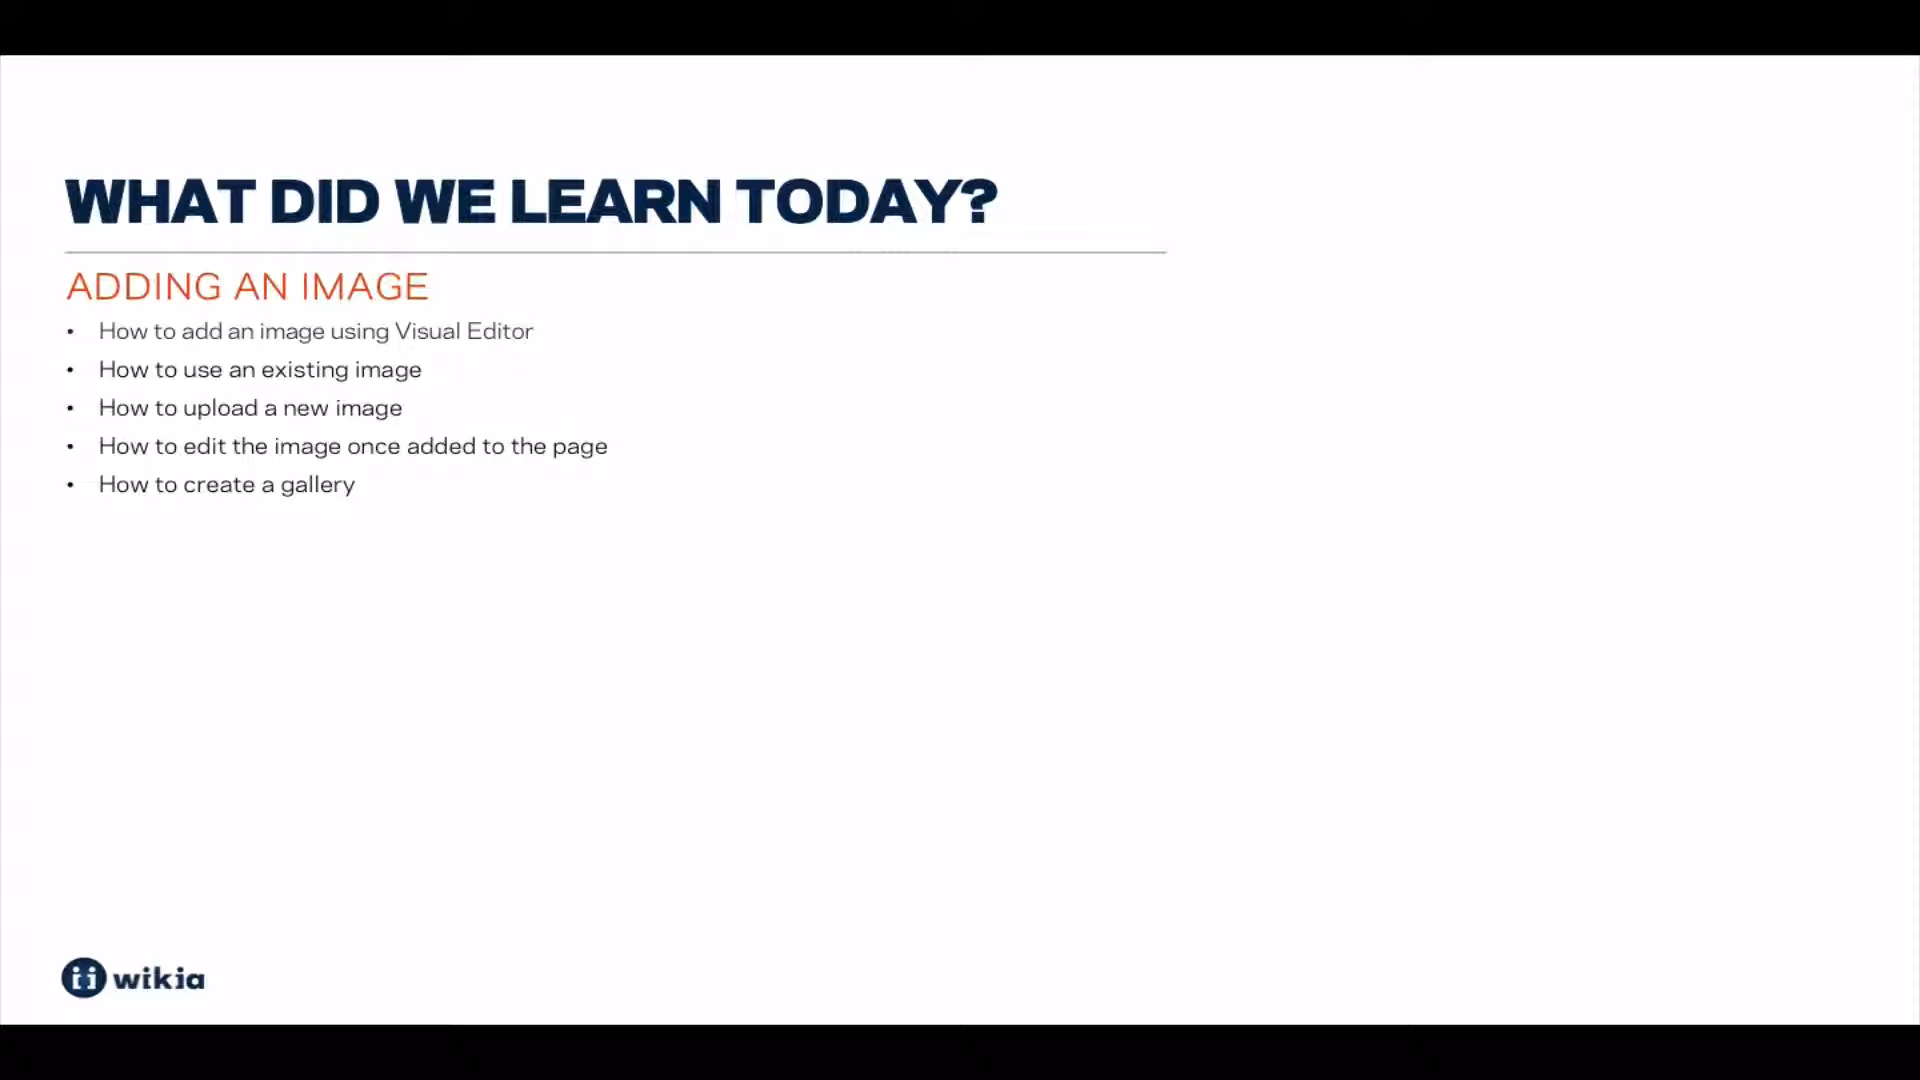 WHAT DID WE LEARN TODAY?
ADDING AN IMAGE
• How to add an image using Visual Editor
• How to use an existing image
• How to upload a new image
• How to edit the image once added to the page
• How to create a gallery
wikia